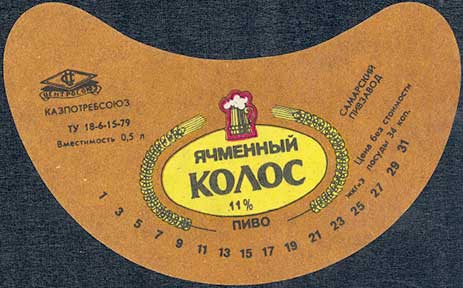 ЦЕНТРОСОЮЗ
КАЗПОТРЕБСОЮЗ
ТУ 18-6-15-79
Вместимость 0,5 л
ЯЧМЕННЫЙ
КОЛОС
11%
ПИВО
САМАРСКИЙ
ПИВЗАВОД
Цена без стоимости
посуды 34 коп.
1 3 5 7 9 11 13 15 17 19 21 23 25 27 29 31